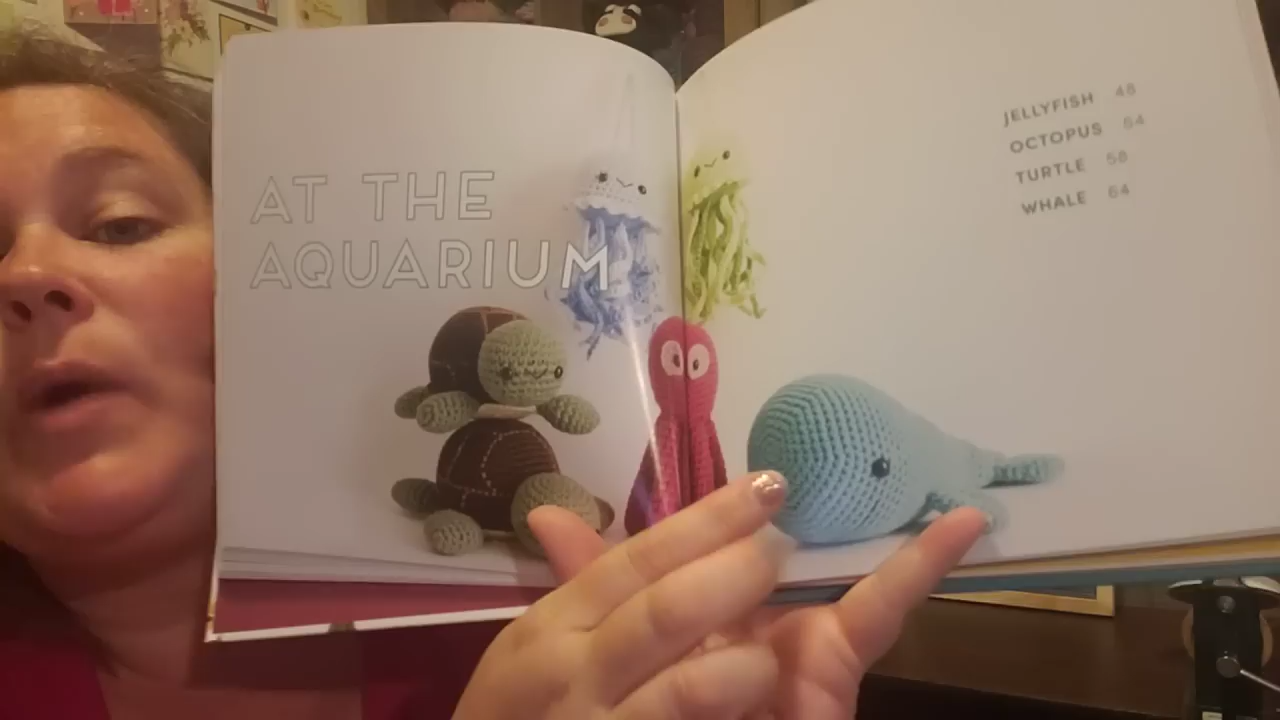 AT THE
AQUARIUM
JELLYFISH 48
OCTOPUS 54
TURTLE 58
WHALE 64